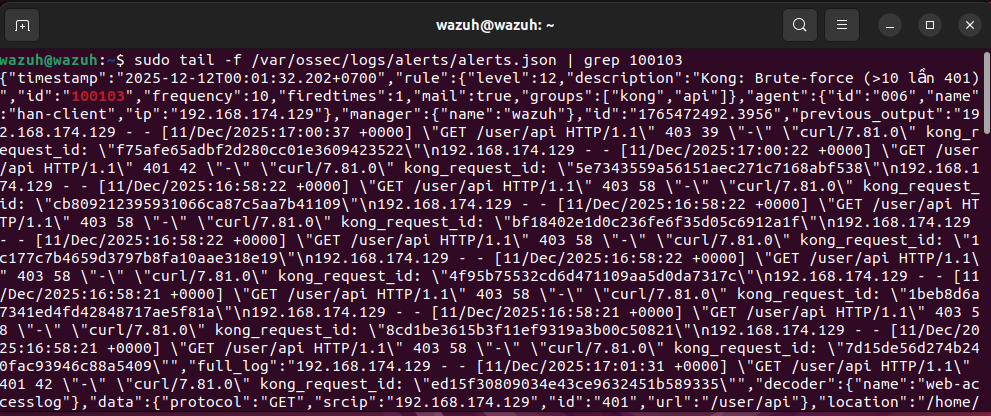 wazuh@wazuh: ~
wazuh@wazuh:~$ sudo tail -f /var/ossec/logs/alerts/alerts.json | grep 100103
{"timestamp":"2025-12-12T00:01:32.202+0700","rule":{"level":12,"description":"Kong: Brute-force (>10 lần 401)
","id":"100103","frequency":10,"firedtimes":1,"mail":true,"groups":["kong","api"]},"agent":{"id":"006","name"
:"han-client","ip":"192.168.174.129"},"manager":{"name":"wazuh"},"id":"1765472492.3956","previous_output":"19
2.168.174.129 - - [11/Dec/2025:17:00:37 +0000] \"GET /user/api HTTP/1.1\" 403 39 \"-\" \"curl/7.81.0\" kong_r
equest_id: \"f75afe65adbf2d280cc01e3609423522\"\n192.168.174.129 - - [11/Dec/2025:17:00:22 +0000] \"GET /user
/api HTTP/1.1\" 401 42 \"-\" \"curl/7.81.0\" kong_request_id: \"5e7343559a56151aec271c7168abf538\"\n192.168.1
74.129 - - [11/Dec/2025:16:58:22 +0000] \"GET /user/api HTTP/1.1\" 403 58 \"-\" \"curl/7.81.0\" kong_request_
id: \"cb809212395931066ca87c5aa7b41109\"\n192.168.174.129 - - [11/Dec/2025:16:58:22 +0000] \"GET /user/api HT
TP/1.1\" 403 58 \"-\" \"curl/7.81.0\" kong_request_id: \"bf18402e1d0c236fe6f35d05c6912a1f\"\n192.168.174.129
- - [11/Dec/2025:16:58:22 +0000] \"GET /user/api HTTP/1.1\" 403 58 \"-\" \"curl/7.81.0\" kong_request_id: \"1
c177c7b4659d3797b8fa10aae318e19\"\n192.168.174.129 - - [11/Dec/2025:16:58:22 +0000] \"GET /user/api HTTP/1.1\
" 403 58 \"-\" \"curl/7.81.0\" kong_request_id: \"4f95b75532cd6d471109aa5d0da7317c\"\n192.168.174.129 - - [11
/Dec/2025:16:58:21 +0000] \"GET /user/api HTTP/1.1\" 403 58 \"-\" \"curl/7.81.0\" kong_request_id: \"1beb8d6a
7341ed4fd42848717ae5f81a\"\n192.168.174.129 - - [11/Dec/2025:16:58:21 +0000] \"GET /user/api HTTP/1.1\" 403 5
8 \"-\" \"curl/7.81.0\" kong_request_id: \"8cd1be3615b3f11ef9319a3b00c50821\"\n192.168.174.129 - - [11/Dec/20
25:16:58:21 +0000] \"GET /user/api HTTP/1.1\" 403 58 \"-\" \"curl/7.81.0\" kong_request_id: \"7d15de56d274b24
0fac93946c88a5409\"","full_log":"192.168.174.129 - - [11/Dec/2025:17:01:31 +0000] \"GET /user/api HTTP/1.1\"
401 42 \"-\" \"curl/7.81.0\" kong_request_id: \"ed15f30809034e43ce9632451b589335\"","decoder":{"name":"web-ac
cesslog"},"data":{"protocol":"GET","srcip":"192.168.174.129","id":"401","url":"/user/api"},"location":"/home/